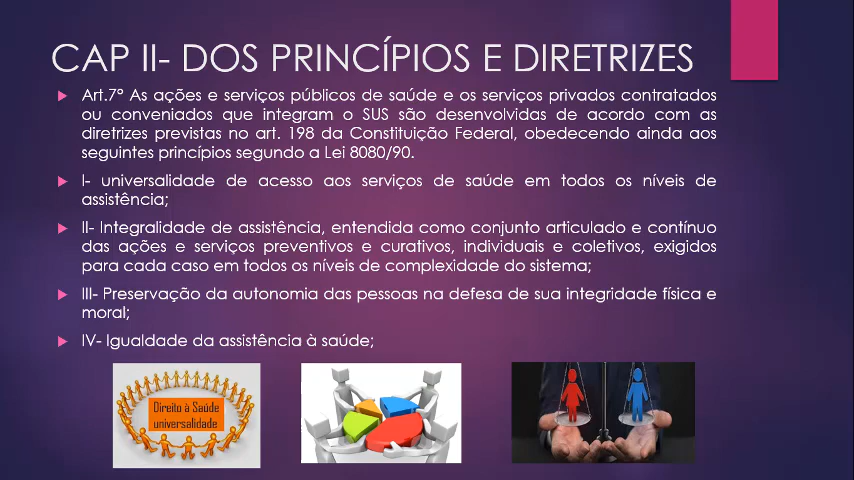 CAP II- DOS PRINCÍPIOS E DIRETRIZES
Art.7° As ações e serviços públicos de saúde e os serviços privados contratados
ou conveniados que integram o SUS são desenvolvidas de acordo com as
diretrizes previstas no art. 198 da Constituição Federal, obedecendo ainda aos
seguintes princípios segundo a Lei 8080/90.
I- universalidade de acesso aos serviços de saúde em todos os níveis de
assistência;
II- Integralidade de assistência, entendida como conjunto articulado e contínuo
das ações e serviços preventivos e curativos, individuais e coletivos, exigidos
para cada caso em todos os níveis de complexidade do sistema;
III- Preservação da autonomia das pessoas na defesa de sua integridade física e
moral;
IV- Igualdade da assistência à saúde;
Direito à Saúde
universalidade